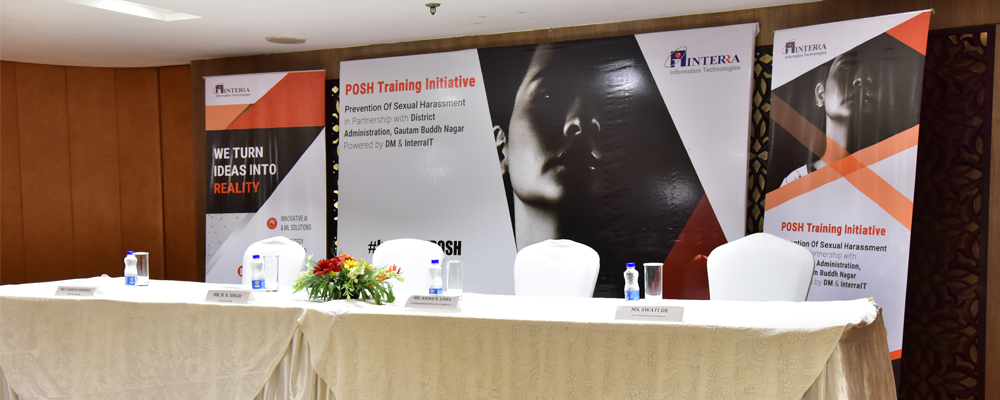 INTERRA
Information Technologies
WE TURN
IDEAS INTO
REALITY
INNOVATIVE AI
& ML SOLUTIONS
POSH Training Initiative
Prevention Of Sexual Harassment
in Partnership with District
Administration, Gautam Buddh Nagar
Powered by DM & InterraIT
INTERRA
Information Technologies
POSH
INTERRA
Information Technologies
POSH Training Initiative
Prevention Of Sexual Harassment
Partnership with
Administration,
Buddh Nagar
by DM & InterraIT
MR. B. N. SINGH
MS. SWATI DE